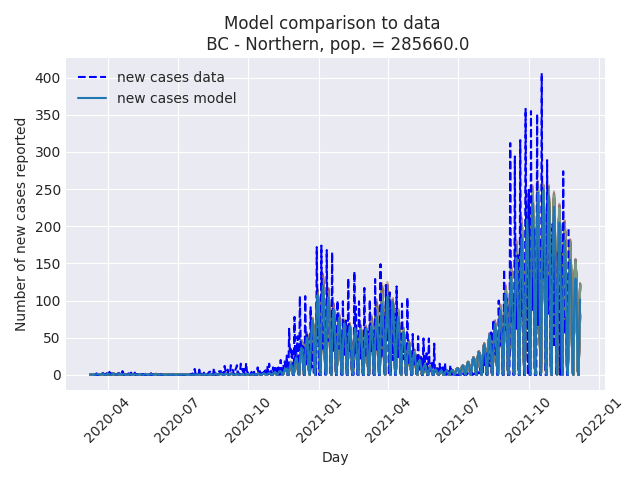 Model comparison to data
BC - Northern, pop. = 285660.0
new cases data
new cases model
Number of new cases reported
400
350
300
250
200
150
100
50
0
2020-04
2020-07
2020-10
2021-01
2021-04
2021-07
2021-10
2022-01
Day